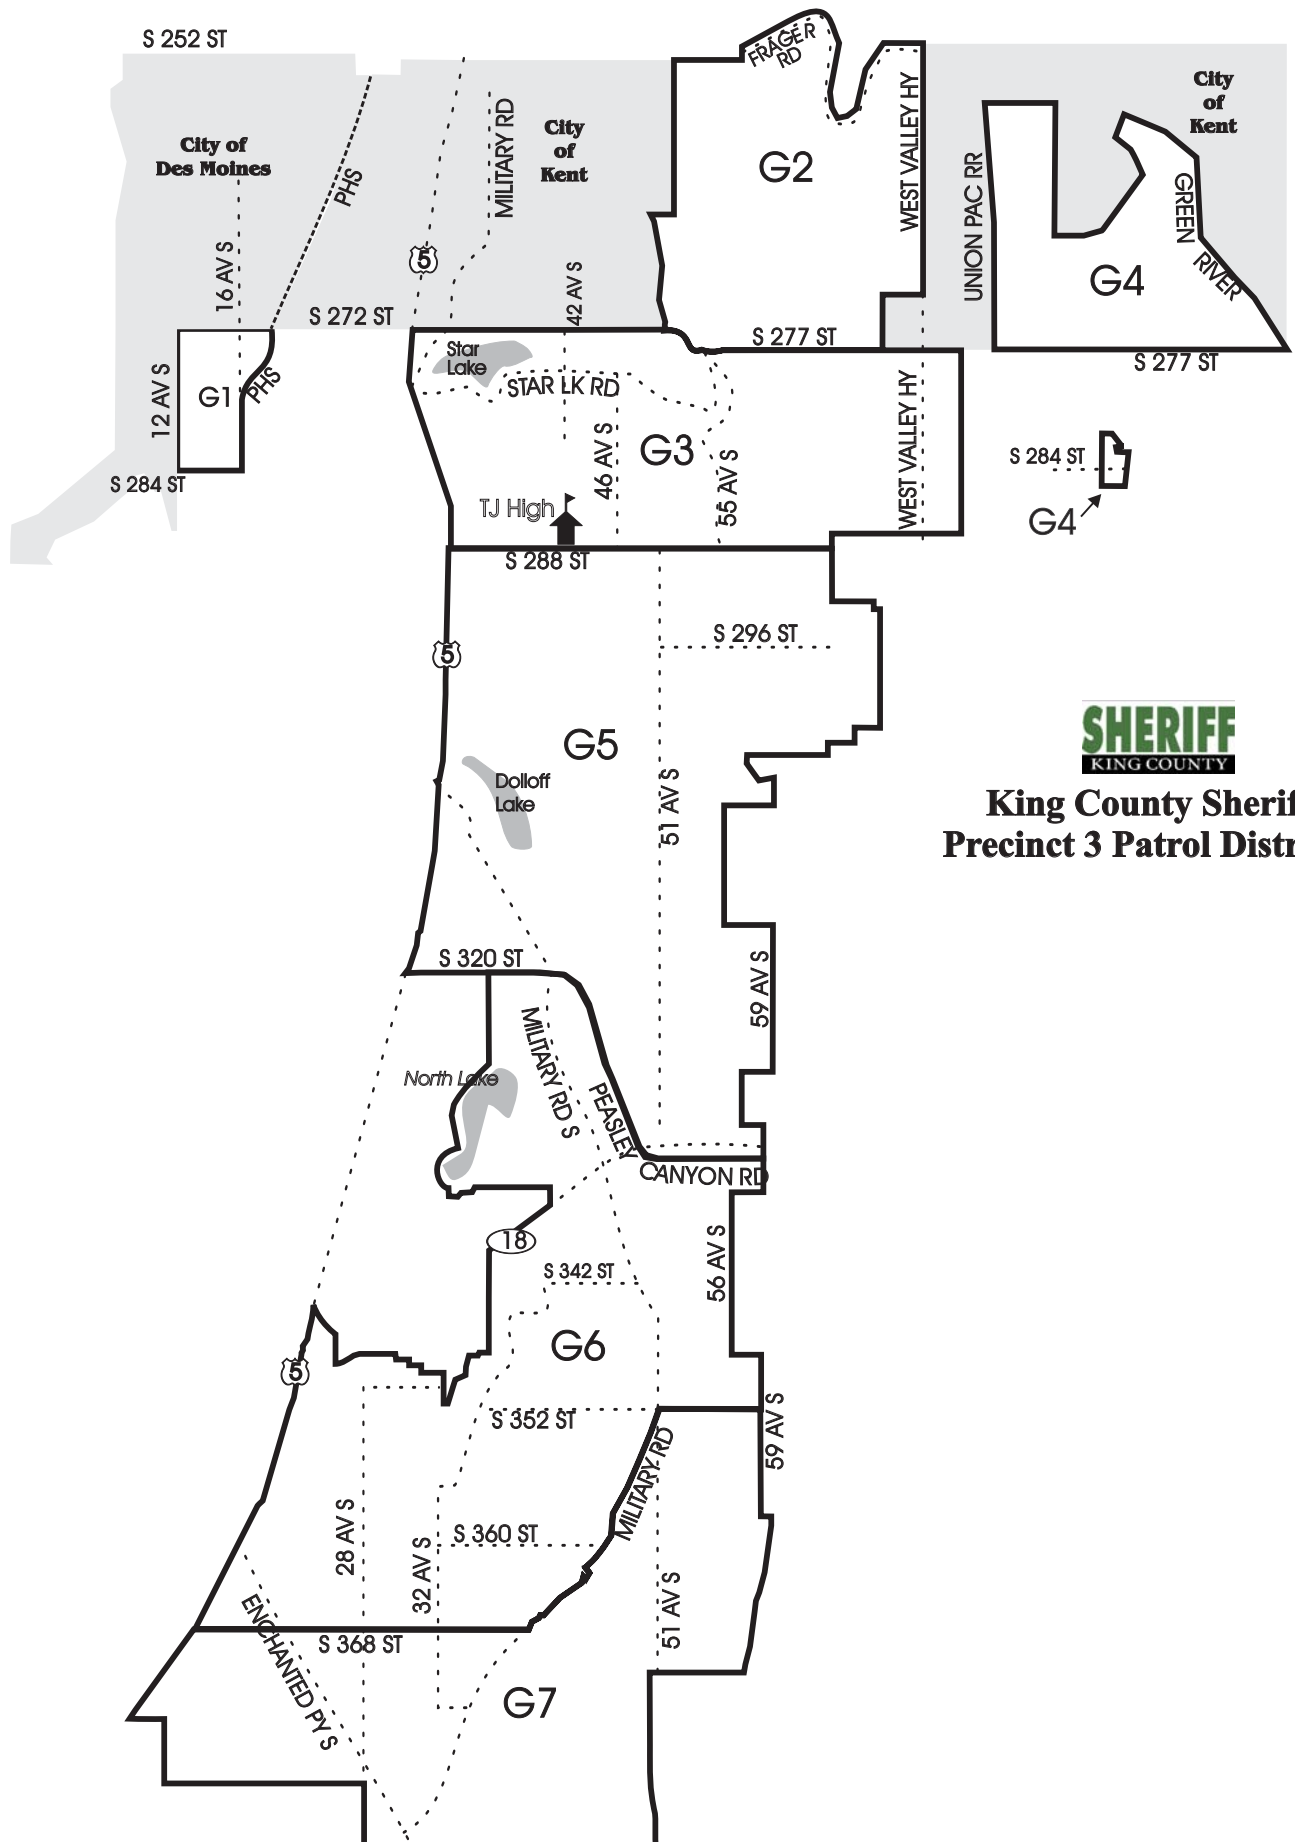 S 252 ST
FRAGER
RD
City
of
Kent
City of
Des Moines
MILITARY RD
City
of
Kent
PHS
G2
WEST VALLEY HY
UNION PAC RR
GREEN
RIVER
G4
16 AV S
5
42 AV S
S 272 ST
S 277 ST
S 277 ST
12 AV S
G1
PHS
Star
Lake
STAR LK RD
46 AV S
G3
55 AV S
WEST VALLEY HY
S 284 ST
S 284 ST
G4
TJ High
S 288 ST
S 296 ST
5
G5
Dolloff
Lake
51 AV S
SHERIFF
KING COUNTY
King County Sherif
Precinct 3 Patrol Distr
S 320 ST
59 AV S
MILITARY RD S
North Lake
PEASLEY
CANYON RD
18
56 AV S
S 342 ST
G6
5
S 352 ST
59 AV S
MILITARY RD
28 AV S
32 AV S
S 360 ST
51 AV S
ENCHANTED PY S
S 368 ST
G7